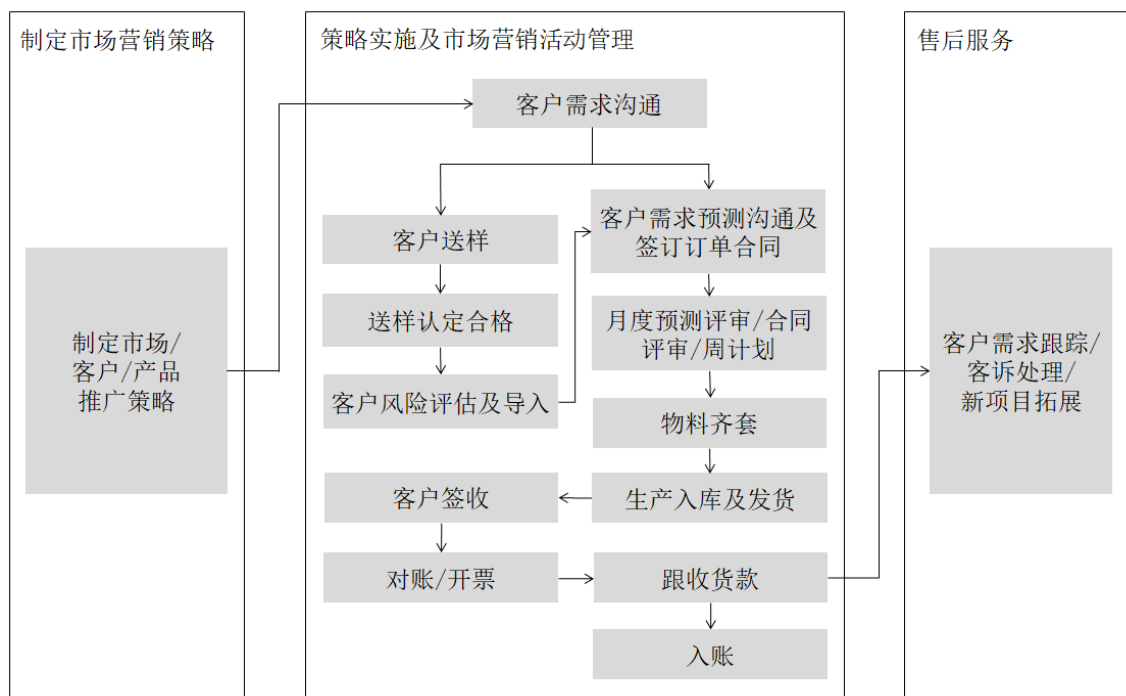 制定市场营销策略
制定市场/
客户/产品
推广策略
策略实施及市场营销活动管理
客户需求沟通
客户送样
送样认定合格
客户风险评估及导入
客户需求预测沟通及
签订订单合同
月度预测评审/合同
评审/周计划
物料齐套
生产入库及发货
客户签收
对账/开票
跟收货款
入账
售后服务
客户需求跟踪/
客诉处理/
新项目拓展